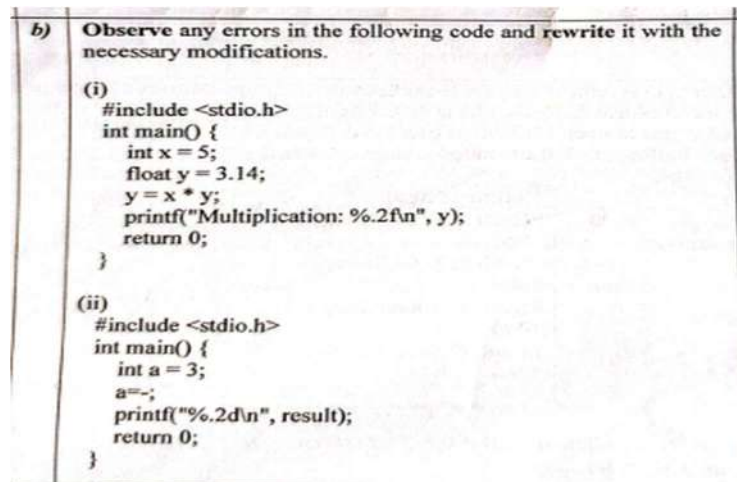 b) Observe any errors in the following code and rewrite it with the
necessary modifications.
(i)
#include <stdio.h>
int main() {
int x = 5;
float y = 3.14;
y = x * y;
printf("Multiplication: %.2f\n", y);
return 0;
}
(ii)
#include <stdio.h>
int main() {
int a = 3;
a=-;
printf("%.2d\n", result);
return 0;
}